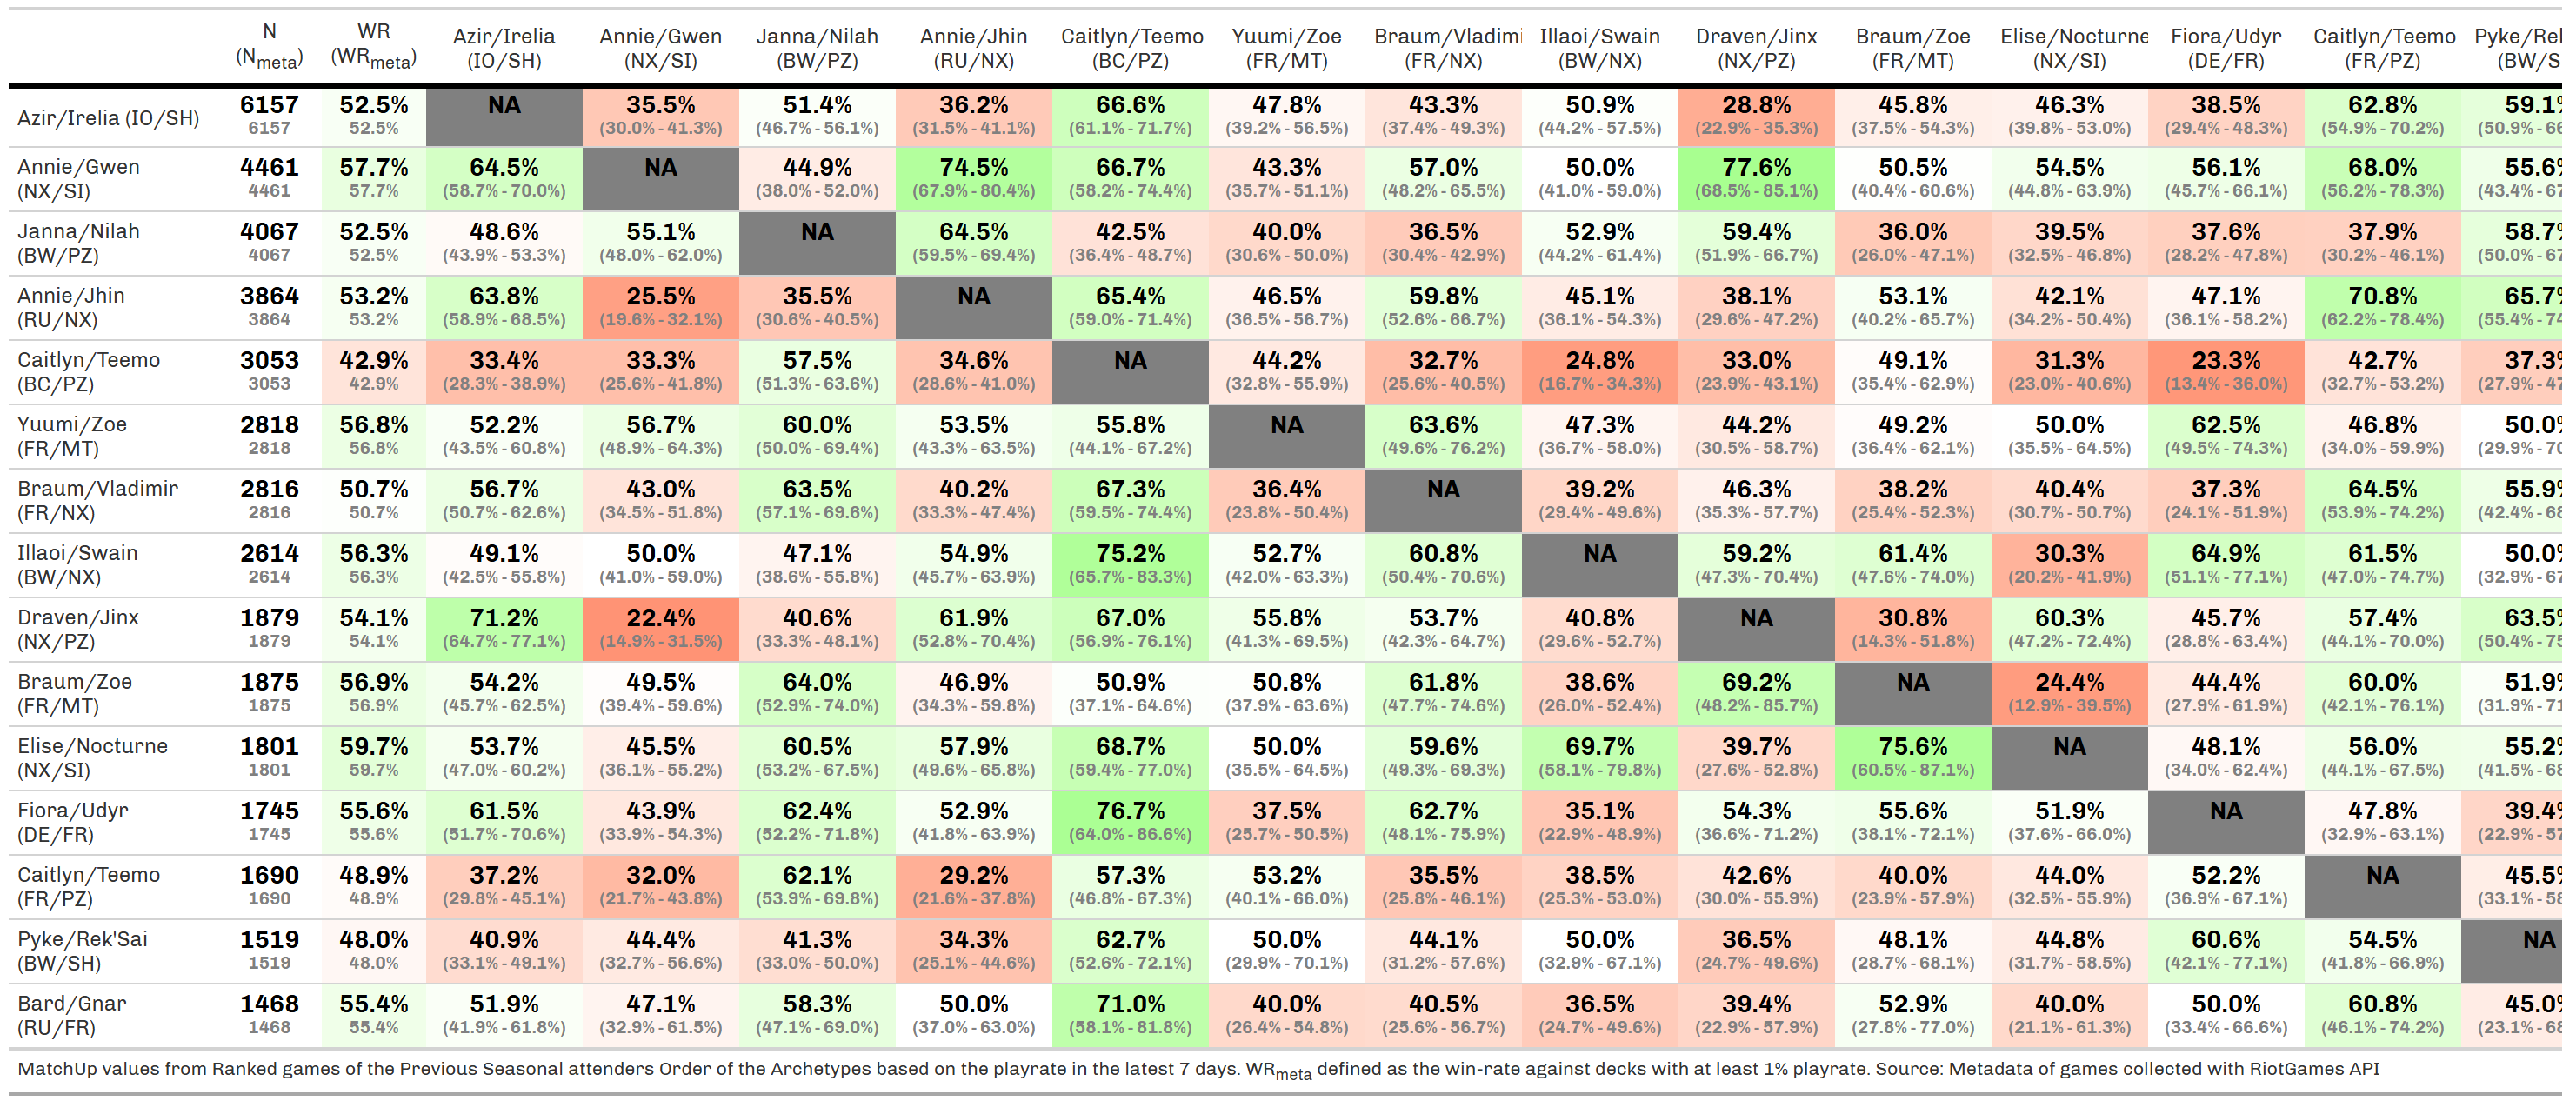 N WR Azir/Irelia Annie/Gwen Janna/Nilah Annie/Jhin Caitlyn/Teemo Yuumi/Zoe Braum/Vladimi Illaoi/Swain Draven/Jinx Braum/Zoe Elise/Nocturne Fiora/Udyr Caitlyn/Teemo Pyke/Rek
(Nmeta) (WRmeta) (IO/SH) (NX/SI) (BW/PZ) (RU/NX) (BC/PZ) (FR/MT) (FR/NX) (BW/NX) (NX/PZ) (FR/MT) (NX/SI) (DE/FR) (FR/PZ) (BW/S
Azir/Irelia (IO/SH) 6157 52.5% NA 35.5% 51.4% 36.2% 66.6% 47.8% 43.3% 50.9% 28.8% 45.8% 46.3% 38.5% 62.8% 59.1%
6157 52.5% (30.0% - 41.3%) (46.7% - 56.1%) (31.5% - 41.1%) (61.1% - 71.7%) (39.2% - 56.5%) (37.4% - 49.3%) (44.2% - 57.5%) (22.9% - 35.3%) (37.5% - 54.3%) (39.8% - 53.0%) (29.4% - 48.3%) (54.9% - 70.2%) (50.9% - 66
Annie/Gwen 4461 57.7% 64.5% NA 44.9% 74.5% 66.7% 43.3% 57.0% 50.0% 77.6% 50.5% 54.5% 56.1% 68.0% 55.6%
(NX/SI) 4461 57.7% (58.7% - 70.0%) (38.0% - 52.0%) (67.9% - 80.4%) (58.2% - 74.4%) (35.7% - 51.1%) (48.2% - 65.5%) (41.0% - 59.0%) (68.5% - 85.1%) (40.4% - 60.6%) (44.8% - 63.9%) (45.7% - 66.1%) (56.2% - 78.3%) (43.4% - 67
Janna/Nilah 4067 52.5% 48.6% 55.1% NA 64.5% 42.5% 40.0% 36.5% 52.9% 59.4% 36.0% 39.5% 37.6% 37.9% 58.7%
(BW/PZ) 4067 52.5% (43.9% - 53.3%) (48.0% - 62.0%) (59.5% - 69.4%) (36.4% - 48.7%) (30.6% - 50.0%) (30.4% - 42.9%) (44.2% - 61.4%) (51.9% - 66.7%) (26.0% - 47.1%) (32.5% - 46.8%) (28.2% - 47.8%) (30.2% - 46.1%) (50.0% - 67
Annie/Jhin 3864 53.2% 63.8% 25.5% 35.5% NA 65.4% 46.5% 59.8% 45.1% 38.1% 53.1% 42.1% 47.1% 70.8% 65.7%
(RU/NX) 3864 53.2% (58.9% - 68.5%) (19.6% - 32.1%) (30.6% - 40.5%) (59.0% - 71.4%) (36.5% - 56.7%) (52.6% - 66.7%) (36.1% - 54.3%) (29.6% - 47.2%) (40.2% - 65.7%) (34.2% - 50.4%) (36.1% - 58.2%) (62.2% - 78.4%) (55.4% - 74
Caitlyn/Teemo 3053 42.9% 33.4% 33.3% 57.5% 34.6% NA 44.2% 32.7% 24.8% 33.0% 49.1% 31.3% 23.3% 42.7% 37.3%
(BC/PZ) 3053 42.9% (28.3% - 38.9%) (25.6% - 41.8%) (51.3% - 63.6%) (28.6% - 41.0%) (32.8% - 55.9%) (25.6% - 40.5%) (16.7% - 34.3%) (23.9% - 43.1%) (35.4% - 62.9%) (23.0% - 40.6%) (13.4% - 36.0%) (32.7% - 53.2%) (27.9% - 47
Yuumi/Zoe 2818 56.8% 52.2% 56.7% 60.0% 53.5% 55.8% NA 63.6% 47.3% 44.2% 49.2% 50.0% 62.5% 46.8% 50.0%
(FR/MT) 2818 56.8% (43.5% - 60.8%) (48.9% - 64.3%) (50.0% - 69.4%) (43.3% - 63.5%) (44.1% - 67.2%) (49.6% - 76.2%) (36.7% - 58.0%) (30.5% - 58.7%) (36.4% - 62.1%) (35.5% - 64.5%) (49.5% - 74.3%) (34.0% - 59.9%) (29.9% - 70
Braum/Vladimir 2816 50.7% 56.7% 43.0% 63.5% 40.2% 67.3% 36.4% NA 39.2% 46.3% 38.2% 40.4% 37.3% 64.5% 55.9%
(FR/NX) 2816 50.7% (50.7% - 62.6%) (34.5% - 51.8%) (57.1% - 69.6%) (33.3% - 47.4%) (59.5% - 74.4%) (23.8% - 50.4%) (29.4% - 49.6%) (35.3% - 57.7%) (25.4% - 52.3%) (30.7% - 50.7%) (24.1% - 51.9%) (53.9% - 74.2%) (42.4% - 68
Illaoi/Swain 2614 56.3% 49.1% 50.0% 47.1% 54.9% 75.2% 52.7% 60.8% NA 59.2% 61.4% 30.3% 64.9% 61.5% 50.0%
(BW/NX) 2614 56.3% (42.5% - 55.8%) (41.0% - 59.0%) (38.6% - 55.8%) (45.7% - 63.9%) (65.7% - 83.3%) (42.0% - 63.3%) (50.4% - 70.6%) (47.3% - 70.4%) (47.6% - 74.0%) (20.2% - 41.9%) (51.1% - 77.1%) (47.0% - 74.7%) (32.9% - 67
Draven/Jinx 1879 54.1% 71.2% 22.4% 40.6% 61.9% 67.0% 55.8% 53.7% 40.8% NA 30.8% 60.3% 45.7% 57.4% 63.5%
(NX/PZ) 1879 54.1% (64.7% - 77.1%) (14.9% - 31.5%) (33.3% - 48.1%) (52.8% - 70.4%) (56.9% - 76.1%) (41.3% - 69.5%) (42.3% - 64.7%) (29.6% - 52.7%) (14.3% - 51.8%) (47.2% - 72.4%) (28.8% - 63.4%) (44.1% - 70.0%) (50.4% - 75
Braum/Zoe 1875 56.9% 54.2% 49.5% 64.0% 46.9% 50.9% 50.8% 61.8% 38.6% 69.2% NA 24.4% 44.4% 60.0% 51.9%
(FR/MT) 1875 56.9% (45.7% - 62.5%) (39.4% - 59.6%) (52.9% - 74.0%) (34.3% - 59.8%) (37.1% - 64.6%) (37.9% - 63.6%) (47.7% - 74.6%) (26.0% - 52.4%) (48.2% - 85.7%) (12.9% - 39.5%) (27.9% - 61.9%) (42.1% - 76.1%) (31.9% - 71
Elise/Nocturne 1801 59.7% 53.7% 45.5% 60.5% 57.9% 68.7% 50.0% 59.6% 69.7% 39.7% 75.6% NA 48.1% 56.0% 55.2%
(NX/SI) 1801 59.7% (47.0% - 60.2%) (36.1% - 55.2%) (53.2% - 67.5%) (49.6% - 65.8%) (59.4% - 77.0%) (35.5% - 64.5%) (49.3% - 69.3%) (58.1% - 79.8%) (27.6% - 52.8%) (60.5% - 87.1%) (34.0% - 62.4%) (44.1% - 67.5%) (41.5% - 68
Fiora/Udyr 1745 55.6% 61.5% 43.9% 62.4% 52.9% 76.7% 37.5% 62.7% 35.1% 54.3% 55.6% 51.9% NA 47.8% 39.4%
(DE/FR) 1745 55.6% (51.7% - 70.6%) (33.9% - 54.3%) (52.2% - 71.8%) (41.8% - 63.9%) (64.0% - 86.6%) (25.7% - 50.5%) (48.1% - 75.9%) (22.9% - 48.9%) (36.6% - 71.2%) (38.1% - 72.1%) (37.6% - 66.0%) (32.9% - 63.1%) (22.9% - 57
Caitlyn/Teemo 1690 48.9% 37.2% 32.0% 62.1% 29.2% 57.3% 53.2% 35.5% 38.5% 42.6% 40.0% 44.0% 52.2% NA 45.5%
(FR/PZ) 1690 48.9% (29.8% - 45.1%) (21.7% - 43.8%) (53.9% - 69.8%) (21.6% - 37.8%) (46.8% - 67.3%) (40.1% - 66.0%) (25.8% - 46.1%) (25.3% - 53.0%) (30.0% - 55.9%) (23.9% - 57.9%) (32.5% - 55.9%) (36.9% - 67.1%) (33.1% - 58
Pyke/Rek'Sai 1519 48.0% 40.9% 44.4% 41.3% 34.3% 62.7% 50.0% 44.1% 50.0% 36.5% 48.1% 44.8% 60.6% 54.5% NA
(BW/SH) 1519 48.0% (33.1% - 49.1%) (32.7% - 56.6%) (33.0% - 50.0%) (25.1% - 44.6%) (52.6% - 72.1%) (29.9% - 70.1%) (31.2% - 57.6%) (32.9% - 67.1%) (24.7% - 49.6%) (28.7% - 68.1%) (31.7% - 58.5%) (42.1% - 77.1%) (41.8% - 66.9%)
Bard/Gnar 1468 55.4% 51.9% 47.1% 58.3% 50.0% 71.0% 40.0% 40.5% 36.5% 39.4% 52.9% 40.0% 50.0% 60.8% 45.0%
(RU/FR) 1468 55.4% (41.9% - 61.8%) (32.9% - 61.5%) (47.1% - 69.0%) (37.0% - 63.0%) (58.1% - 81.8%) (26.4% - 54.8%) (25.6% - 56.7%) (24.7% - 49.6%) (22.9% - 57.9%) (27.8% - 77.0%) (21.1% - 61.3%) (33.4% - 66.6%) (46.1% - 74.2%) (23.1% - 68
MatchUp values from Ranked games of the Previous Seasonal attenders Order of the Archetypes based on the playrate in the latest 7 days. WRmeta defined as the win-rate against decks with at least 1% playrate. Source: Metadata of games collected with RiotGames API